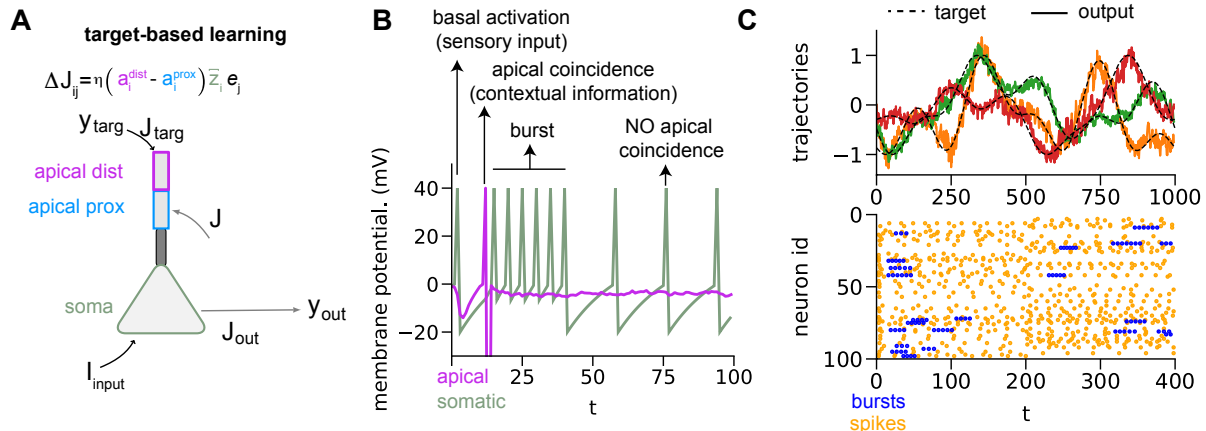 A
target-based learning
ΔJij = η ( ai^dist - ai^prox ) z̅i ej
ytarg
Jtarg
apical dist
apical prox
J
soma
yout
Jout
Iinput
B
basal activation
(sensory input)
apical coincidence
(contextual information)
burst
NO apical
coincidence
membrane potential. (mV)
40
20
0
−20
25
50
75
100
t
apical
somatic
C
target
output
trajectories
1
0
−1
0
250
500
750
1000
neuron id
0
50
100
0
100
200
300
400
t
bursts
spikes